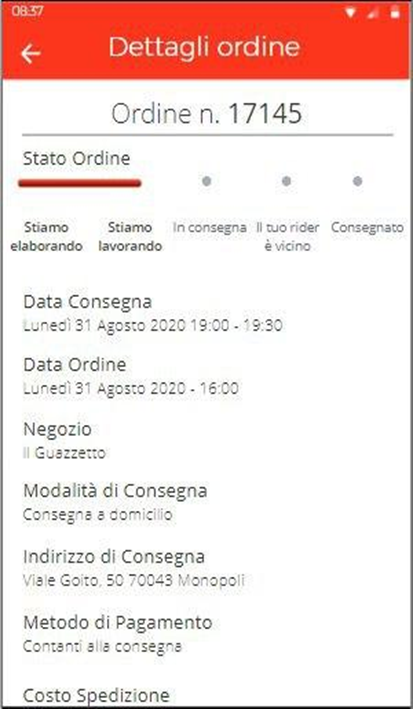 08:37
Dettagli ordine
Ordine n. 17145
Stato Ordine
Stiamo elaborando
Stiamo lavorando
In consegna
Il tuo rider è vicino
Consegnato
Data Consegna
Lunedì 31 Agosto 2020 19:00 - 19:30
Data Ordine
Lunedì 31 Agosto 2020 - 16:00
Negozio
Il Guazzetto
Modalità di Consegna
Consegna a domicilio
Indirizzo di Consegna
Viale Goito, 50 70043 Monopoli
Metodo di Pagamento
Contanti alla consegna
Costo Spedizione